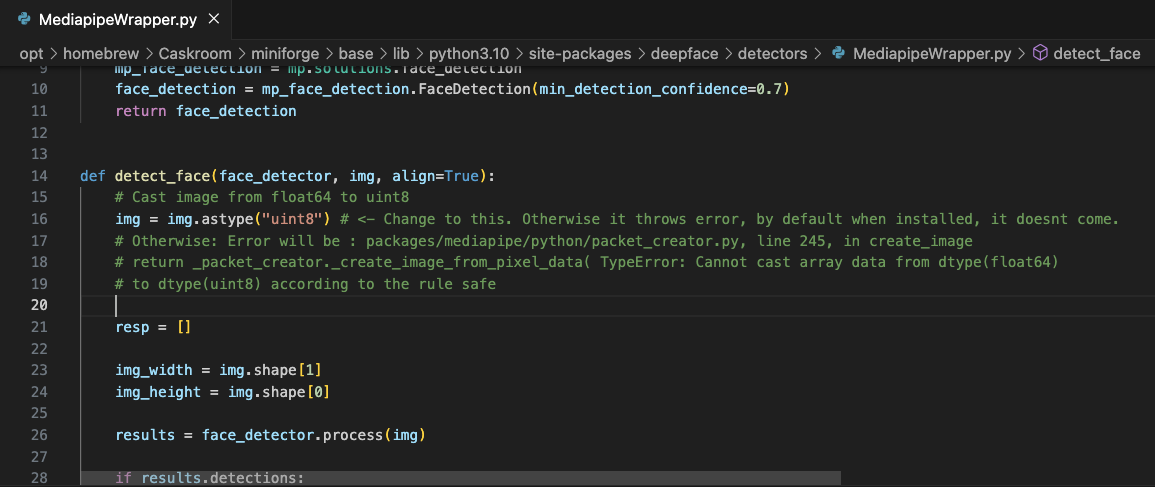 MediapipeWrapper.py ×
opt > homebrew > Caskroom > miniforge > base > lib > python3.10 > site-packages > deepface > detectors > MediapipeWrapper.py > detect_face
9 mp_face_detection = mp.solutions.face_detection
10 face_detection = mp_face_detection.FaceDetection(min_detection_confidence=0.7)
11 return face_detection
12
13
14 def detect_face(face_detector, img, align=True):
15 # Cast image from float64 to uint8
16 img = img.astype("uint8") # <- Change to this. Otherwise it throws error, by default when installed, it doesnt come.
17 # Otherwise: Error will be : packages/mediapipe/python/packet_creator.py, line 245, in create_image
18 # return _packet_creator._create_image_from_pixel_data( TypeError: Cannot cast array data from dtype(float64)
19 # to dtype(uint8) according to the rule safe
20
21 resp = []
22
23 img_width = img.shape[1]
24 img_height = img.shape[0]
25
26 results = face_detector.process(img)
27
28 if results.detections: